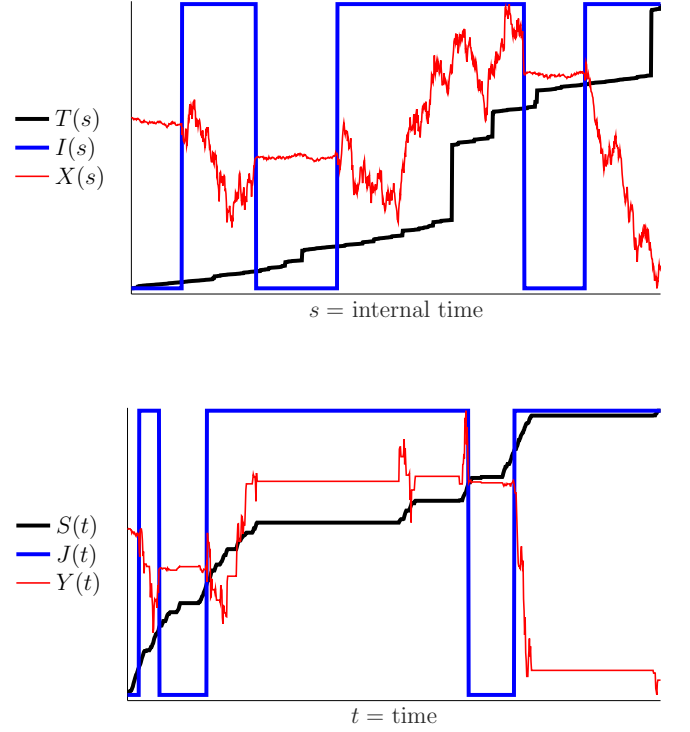 T(s)
I(s)
X(s)
s = internal time
S(t)
J(t)
Y(t)
t = time